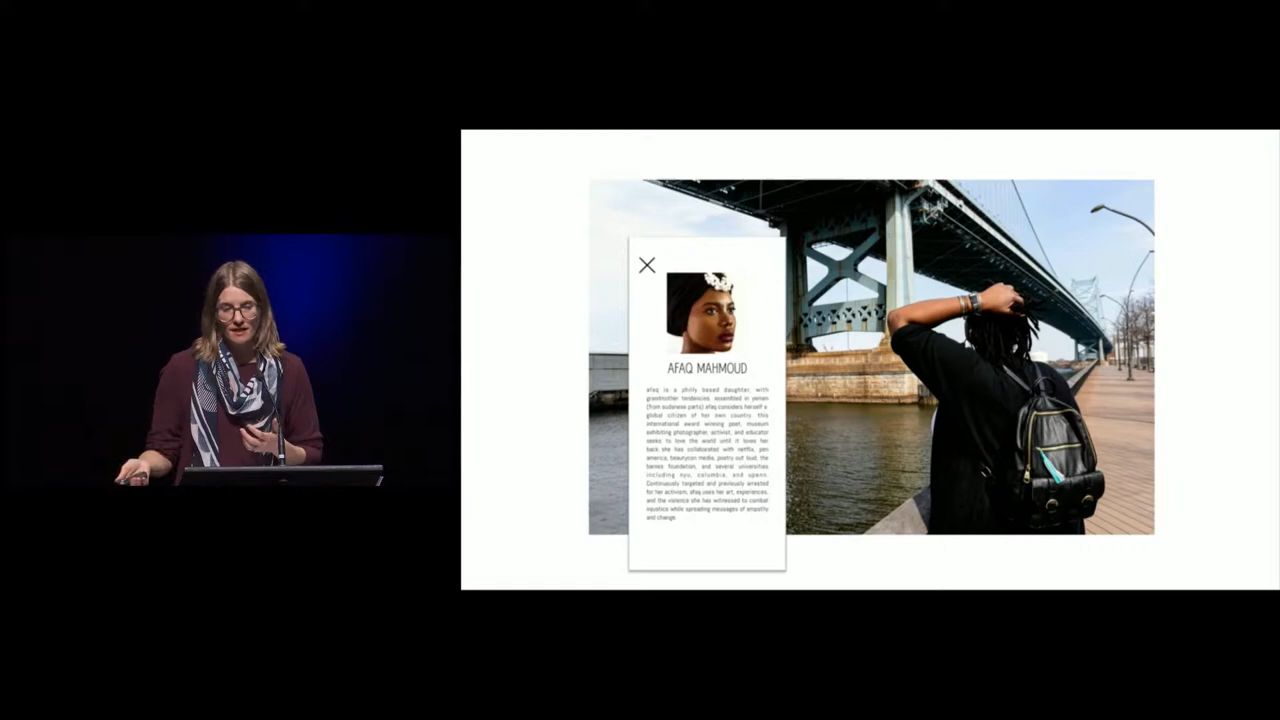 AFAQ MAHMOUD
afaq is a philly based daughter, with
grandmother tendencies. assembled in yemen
(from sudanese parts) afaq considers herself a
global citizen of her own country. this
international award winning poet, museum
exhibiting photographer, activist, and educator
seeks to love the world until it loves her
back. she has collaborated with netflix, pen
america, beautycon media, poetry out loud, the
barnes foundation, and several universities
including nyu, columbia, and upenn.
Continuously targeted and previously arrested
for her activism, afaq uses her art, experiences,
and the violence she has witnessed to combat
injustice while spreading messages of empathy
and change.